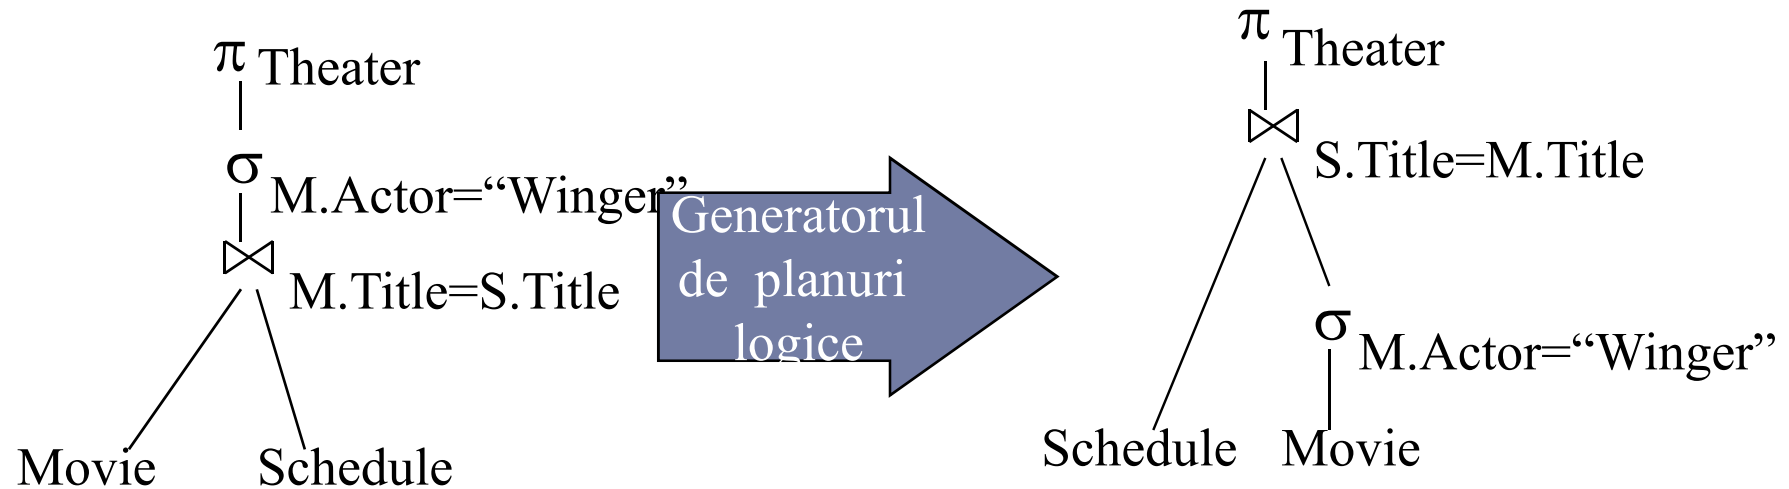 π Theater
σ M.Actor=“Winger”
⋈ M.Title=S.Title
Movie Schedule
Generatorul
de planuri
logice
π Theater
⋈ S.Title=M.Title
σ M.Actor=“Winger”
Schedule Movie